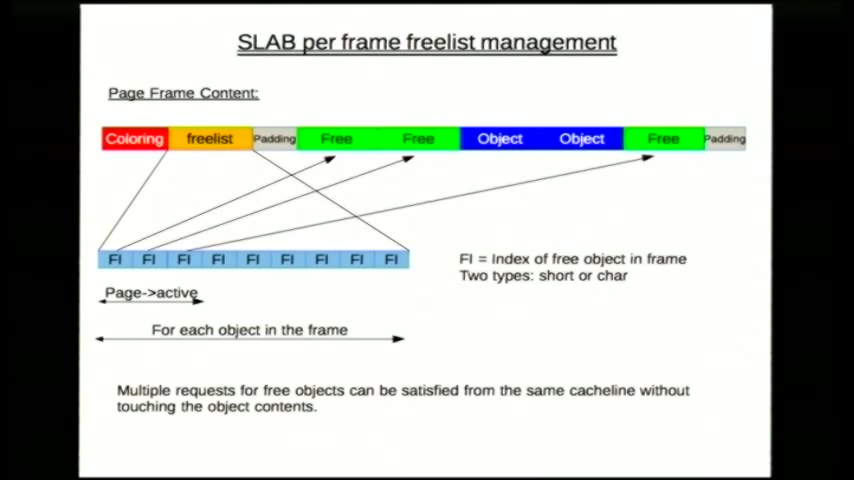 SLAB per frame freelist management
Page Frame Content:
Coloring freelist Padding Free Free Object Object Free Padding
FI FI FI FI FI FI FI FI FI
FI = Index of free object in frame
Two types: short or char
Page->active
For each object in the frame
Multiple requests for free objects can be satisfied from the same cacheline without
touching the object contents.